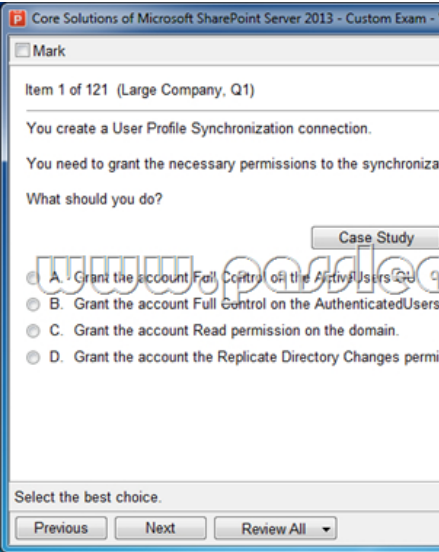 Core Solutions of Microsoft SharePoint Server 2013 - Custom Exam -
Mark
Item 1 of 121 (Large Company, Q1)
You create a User Profile Synchronization connection.
You need to grant the necessary permissions to the synchroniza
What should you do?
Case Study
www.passlea
A. Grant the account Full Control on the ActiveUsers OU.
B. Grant the account Full Control on the AuthenticatedUsers
C. Grant the account Read permission on the domain.
D. Grant the account the Replicate Directory Changes permi
Select the best choice.
Previous Next Review All